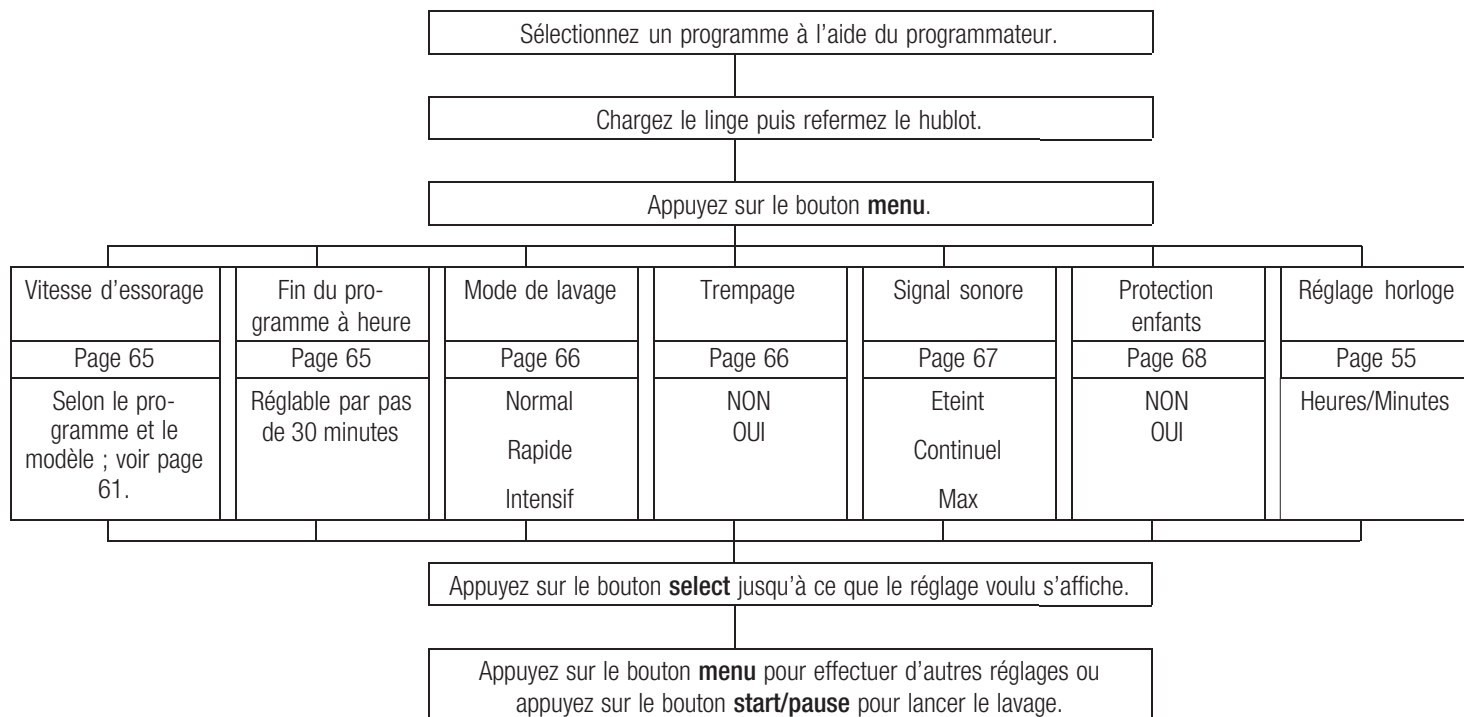 Sélectionnez un programme à l'aide du programmateur.
Chargez le linge puis refermez le hublot.
Appuyez sur le bouton menu.
Vitesse d'essorage
Page 65
Selon le pro-
gramme et le
modèle ; voir page
61.
Fin du pro-
gramme à heure
Page 65
Réglable par pas
de 30 minutes
Mode de lavage
Page 66
Normal
Rapide
Intensif
Trempage
Page 66
NON
OUI
Signal sonore
Page 67
Eteint
Continuel
Max
Protection
enfants
Page 68
NON
OUI
Réglage horloge
Page 55
Heures/Minutes
Appuyez sur le bouton select jusqu'à ce que le réglage voulu s'affiche.
Appuyez sur le bouton menu pour effectuer d'autres réglages ou
appuyez sur le bouton start/pause pour lancer le lavage.